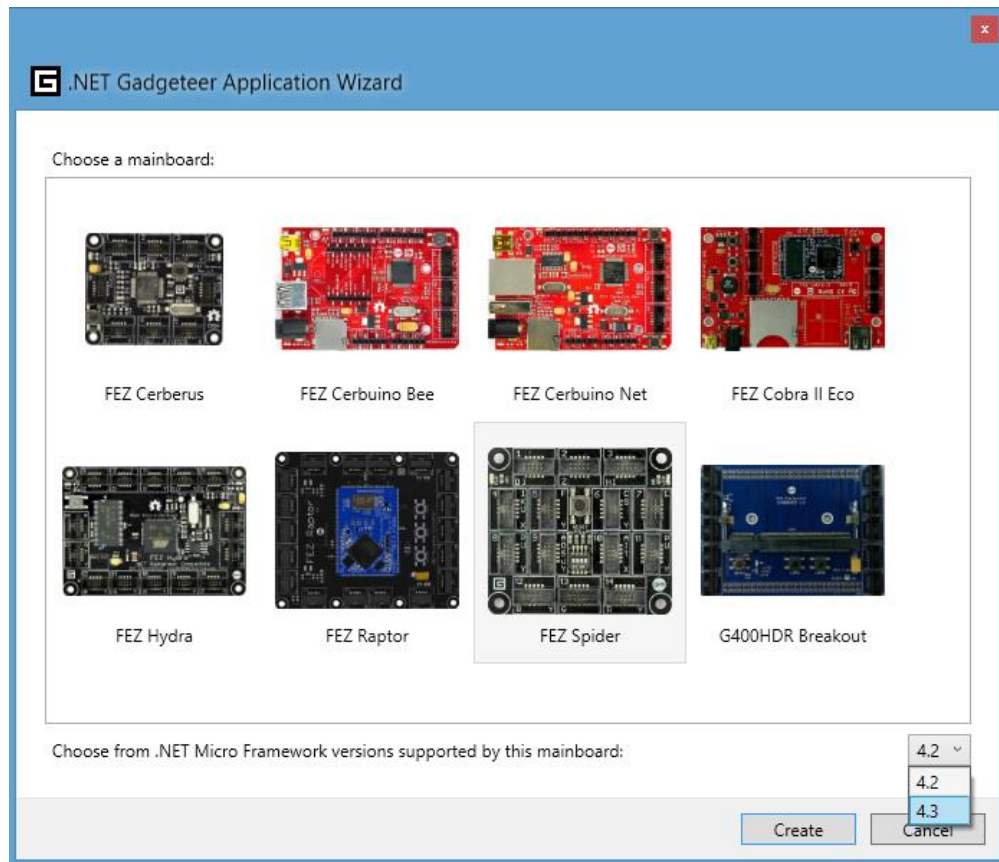 x
G .NET Gadgeteer Application Wizard
Choose a mainboard:
FEZ Cerberus
FEZ Cerbuino Bee
FEZ Cerbuino Net
FEZ Cobra II Eco
FEZ Hydra
FEZ Raptor
FEZ Spider
G400HDR Breakout
Choose from .NET Micro Framework versions supported by this mainboard:
4.2
4.2
4.3
Create
Cancel